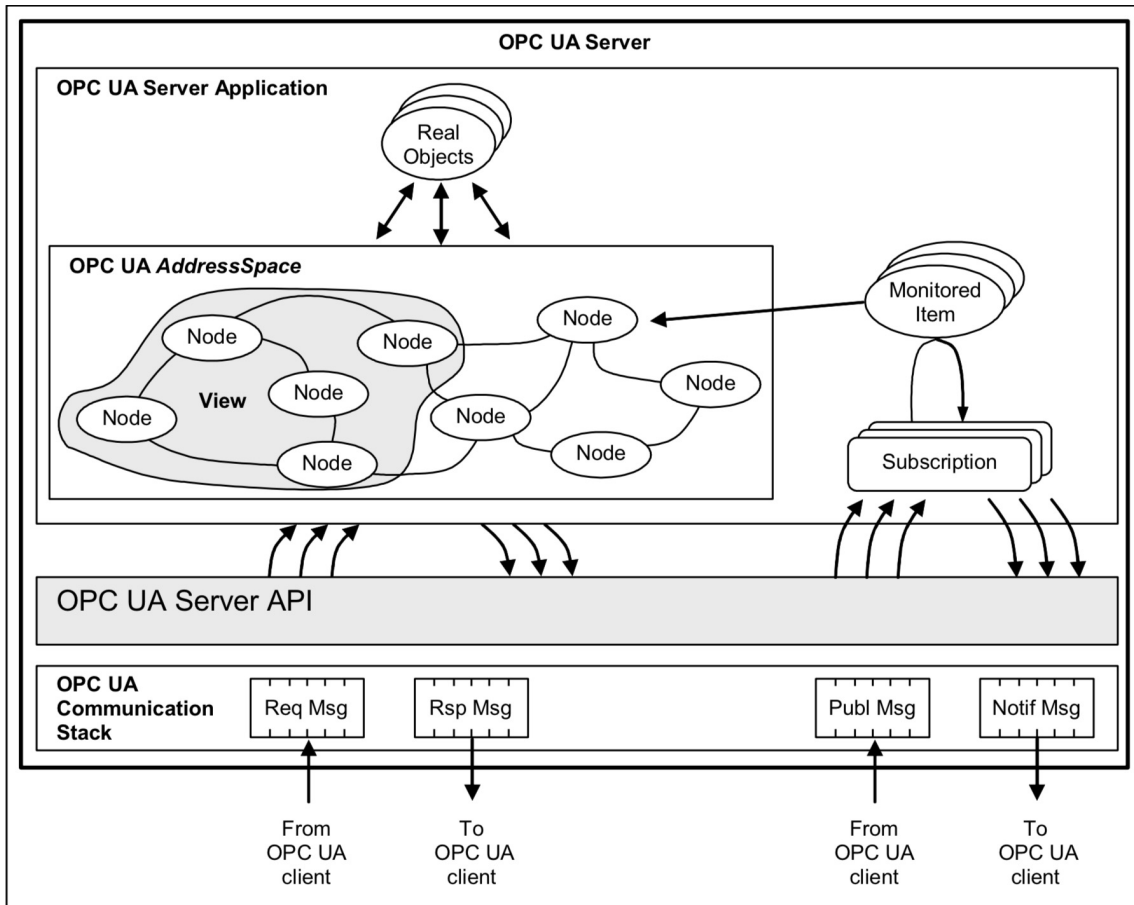 OPC UA Server
OPC UA Server Application
Real
Objects
OPC UA AddressSpace
Monitored
Item
Node
Node
Node
Node
Node
View
Node
Node
Node
Node
Subscription
OPC UA Server API
OPC UA
Communication
Stack
Req Msg
Rsp Msg
Publ Msg
Notif Msg
From
OPC UA
client
To
OPC UA
client
From
OPC UA
client
To
OPC UA
client